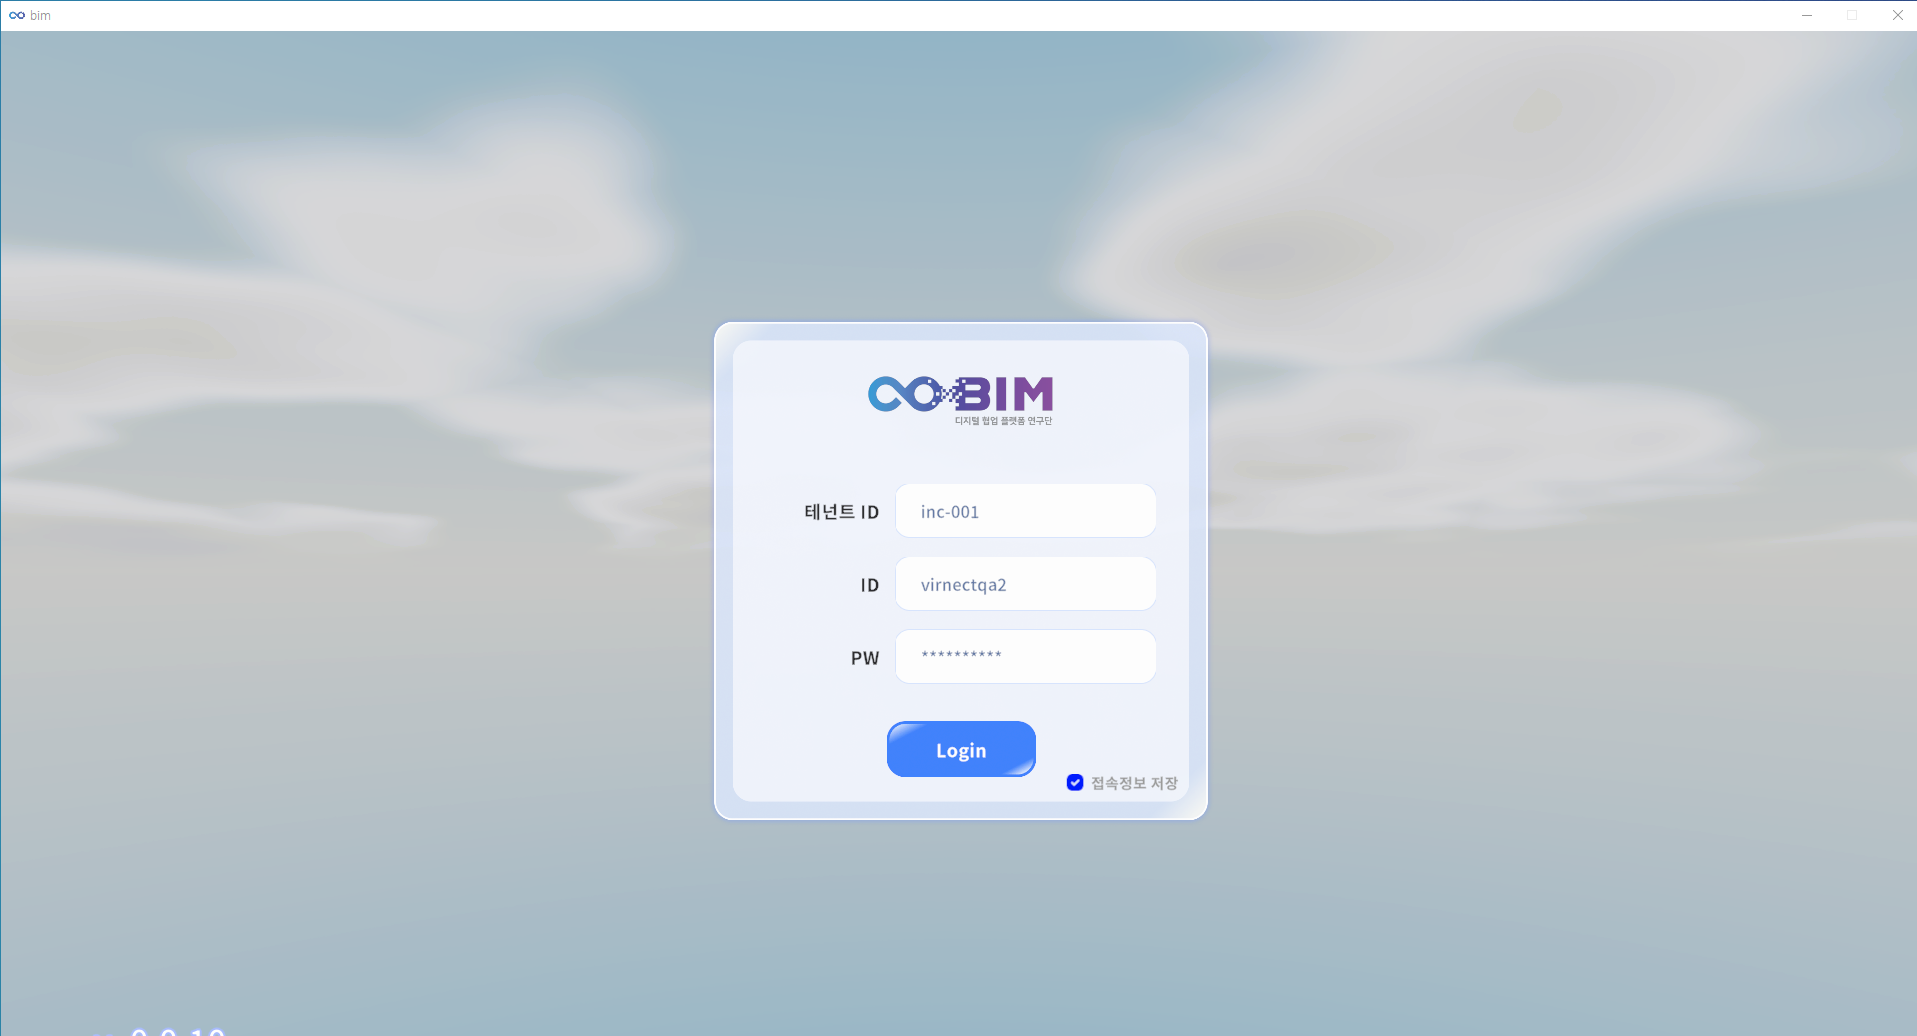 bim
BIM
디지털 협업 플랫폼 연구단
테넌트 ID
inc-001
ID
virnectqa2
PW
**********
Login
접속정보 저장